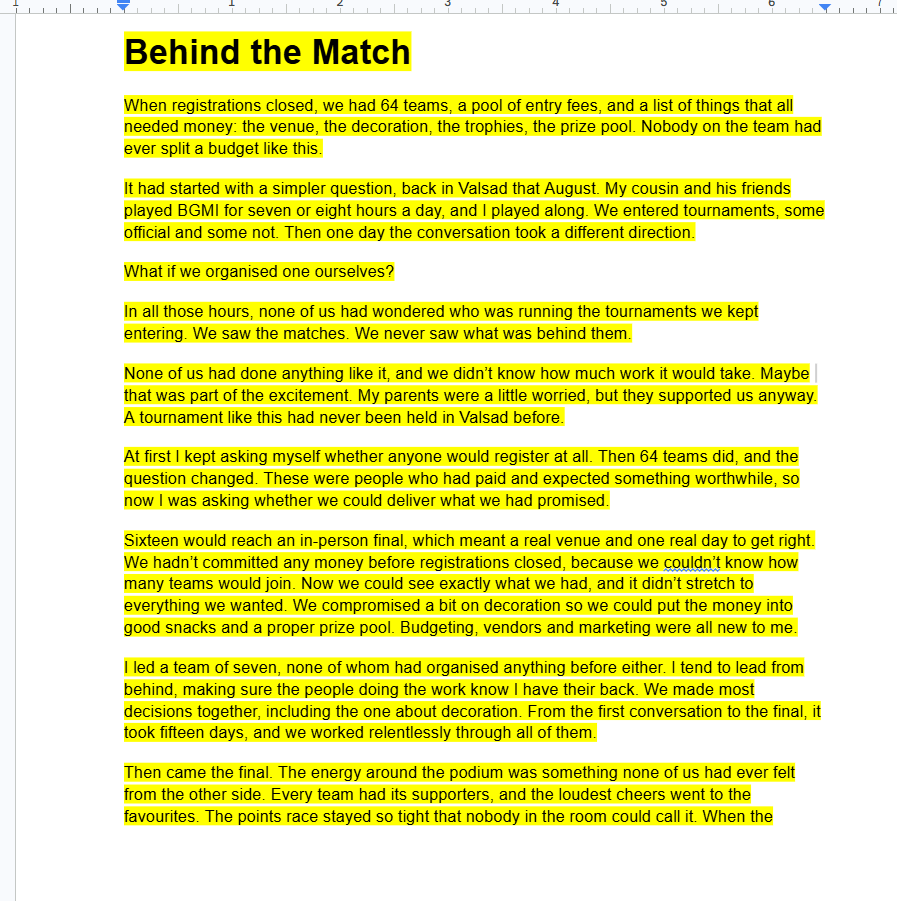 1 1 2 3 4 5 6 7
Behind the Match
When registrations closed, we had 64 teams, a pool of entry fees, and a list of things that all
needed money: the venue, the decoration, the trophies, the prize pool. Nobody on the team had
ever split a budget like this.
It had started with a simpler question, back in Valsad that August. My cousin and his friends
played BGMI for seven or eight hours a day, and I played along. We entered tournaments, some
official and some not. Then one day the conversation took a different direction.
What if we organised one ourselves?
In all those hours, none of us had wondered who was running the tournaments we kept
entering. We saw the matches. We never saw what was behind them.
None of us had done anything like it, and we didn’t know how much work it would take. Maybe
that was part of the excitement. My parents were a little worried, but they supported us anyway.
A tournament like this had never been held in Valsad before.
At first I kept asking myself whether anyone would register at all. Then 64 teams did, and the
question changed. These were people who had paid and expected something worthwhile, so
now I was asking whether we could deliver what we had promised.
Sixteen would reach an in-person final, which meant a real venue and one real day to get right.
We hadn’t committed any money before registrations closed, because we couldn’t know how
many teams would join. Now we could see exactly what we had, and it didn’t stretch to
everything we wanted. We compromised a bit on decoration so we could put the money into
good snacks and a proper prize pool. Budgeting, vendors and marketing were all new to me.
I led a team of seven, none of whom had organised anything before either. I tend to lead from
behind, making sure the people doing the work know I have their back. We made most
decisions together, including the one about decoration. From the first conversation to the final, it
took fifteen days, and we worked relentlessly through all of them.
Then came the final. The energy around the podium was something none of us had ever felt
from the other side. Every team had its supporters, and the loudest cheers went to the
favourites. The points race stayed so tight that nobody in the room could call it. When the